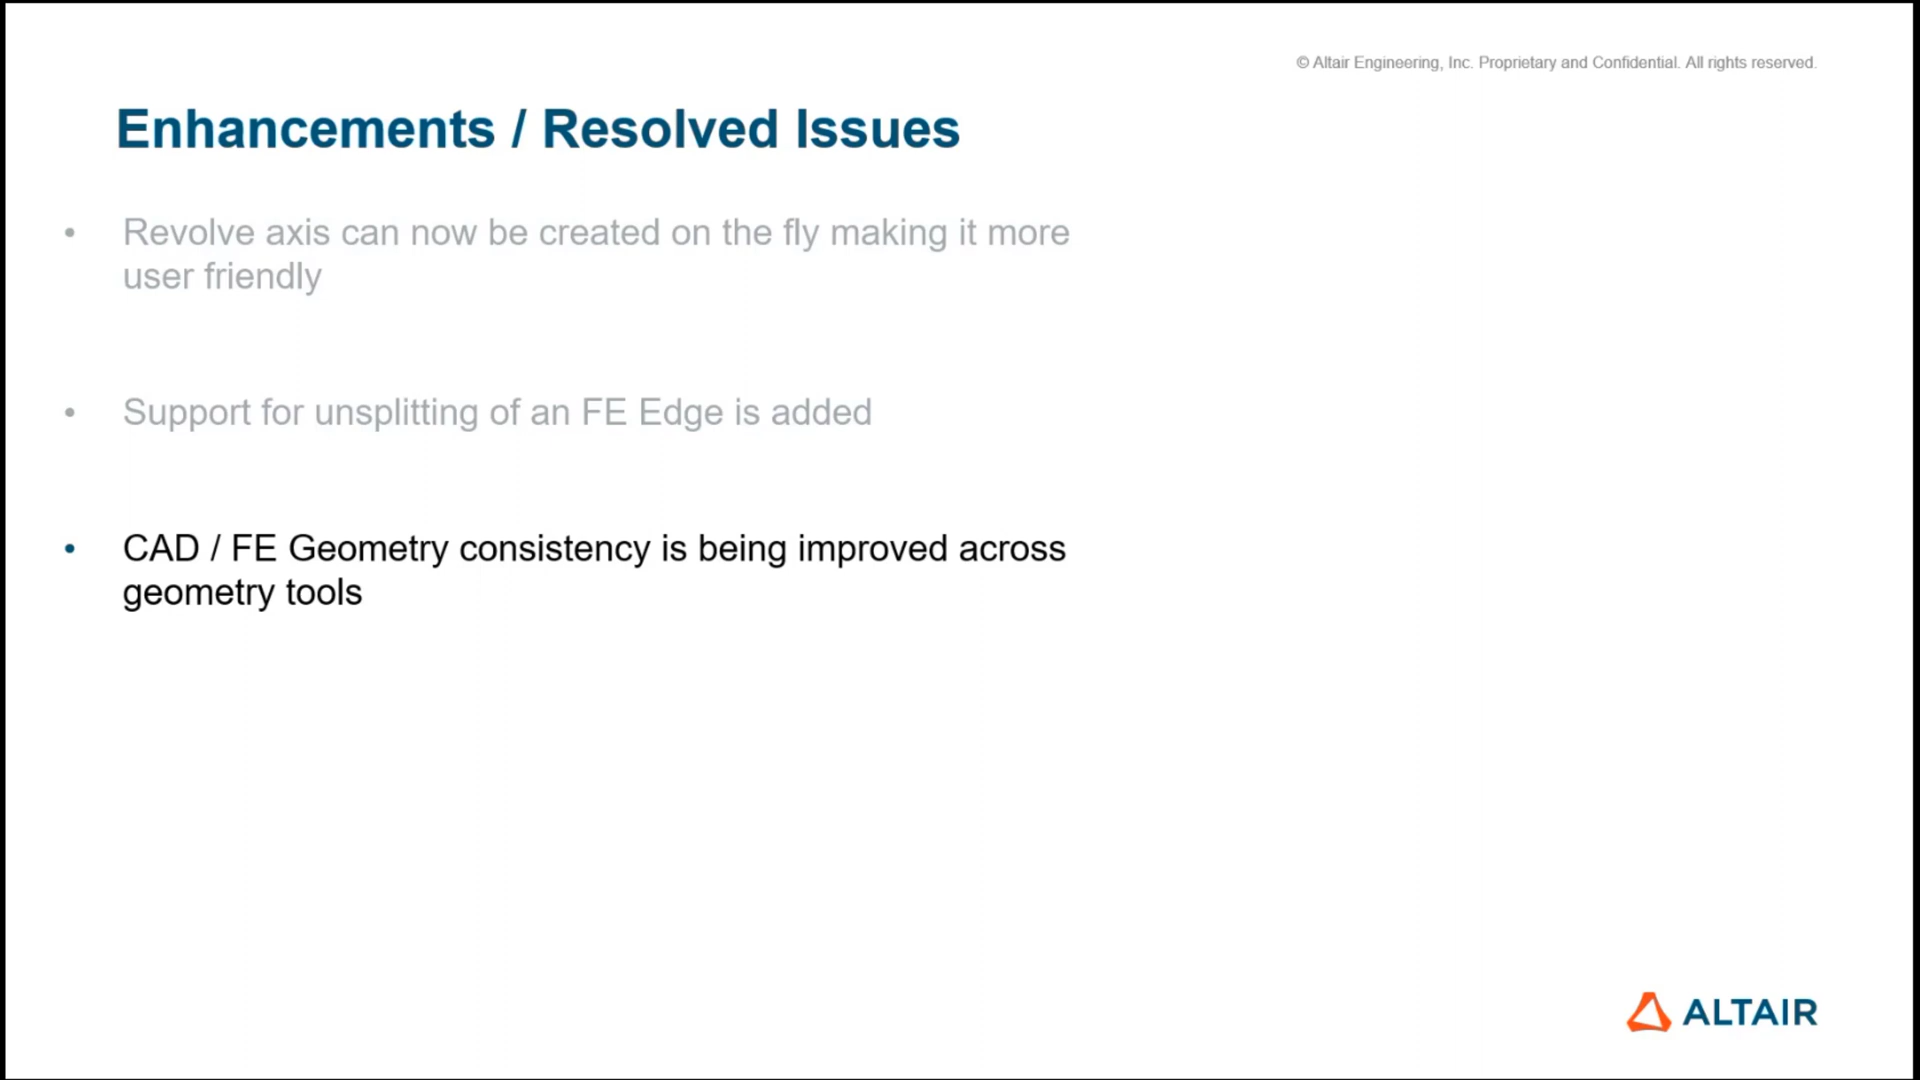 © Altair Engineering, Inc. Proprietary and Confidential. All rights reserved.
Enhancements / Resolved Issues
• Revolve axis can now be created on the fly making it more
user friendly
• Support for unsplitting of an FE Edge is added
• CAD / FE Geometry consistency is being improved across
geometry tools
ALTAIR